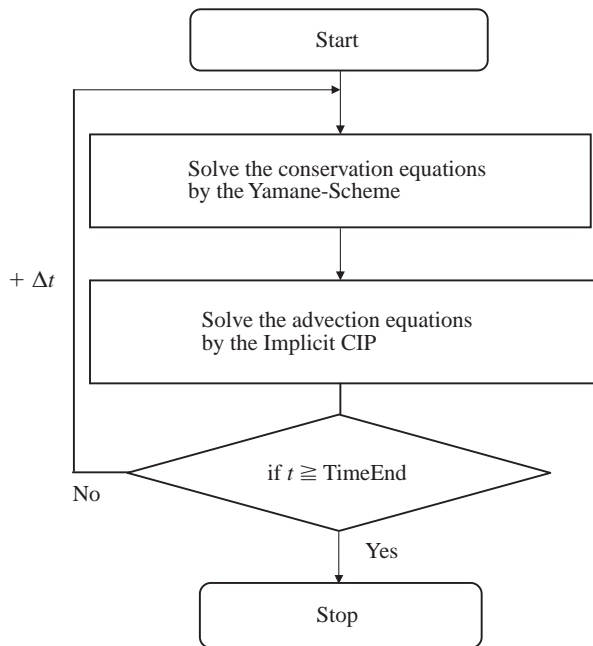 Start
Solve the conservation equations
by the Yamane-Scheme
+ Δt
Solve the advection equations
by the Implicit CIP
if t ≧ TimeEnd
No
Yes
Stop